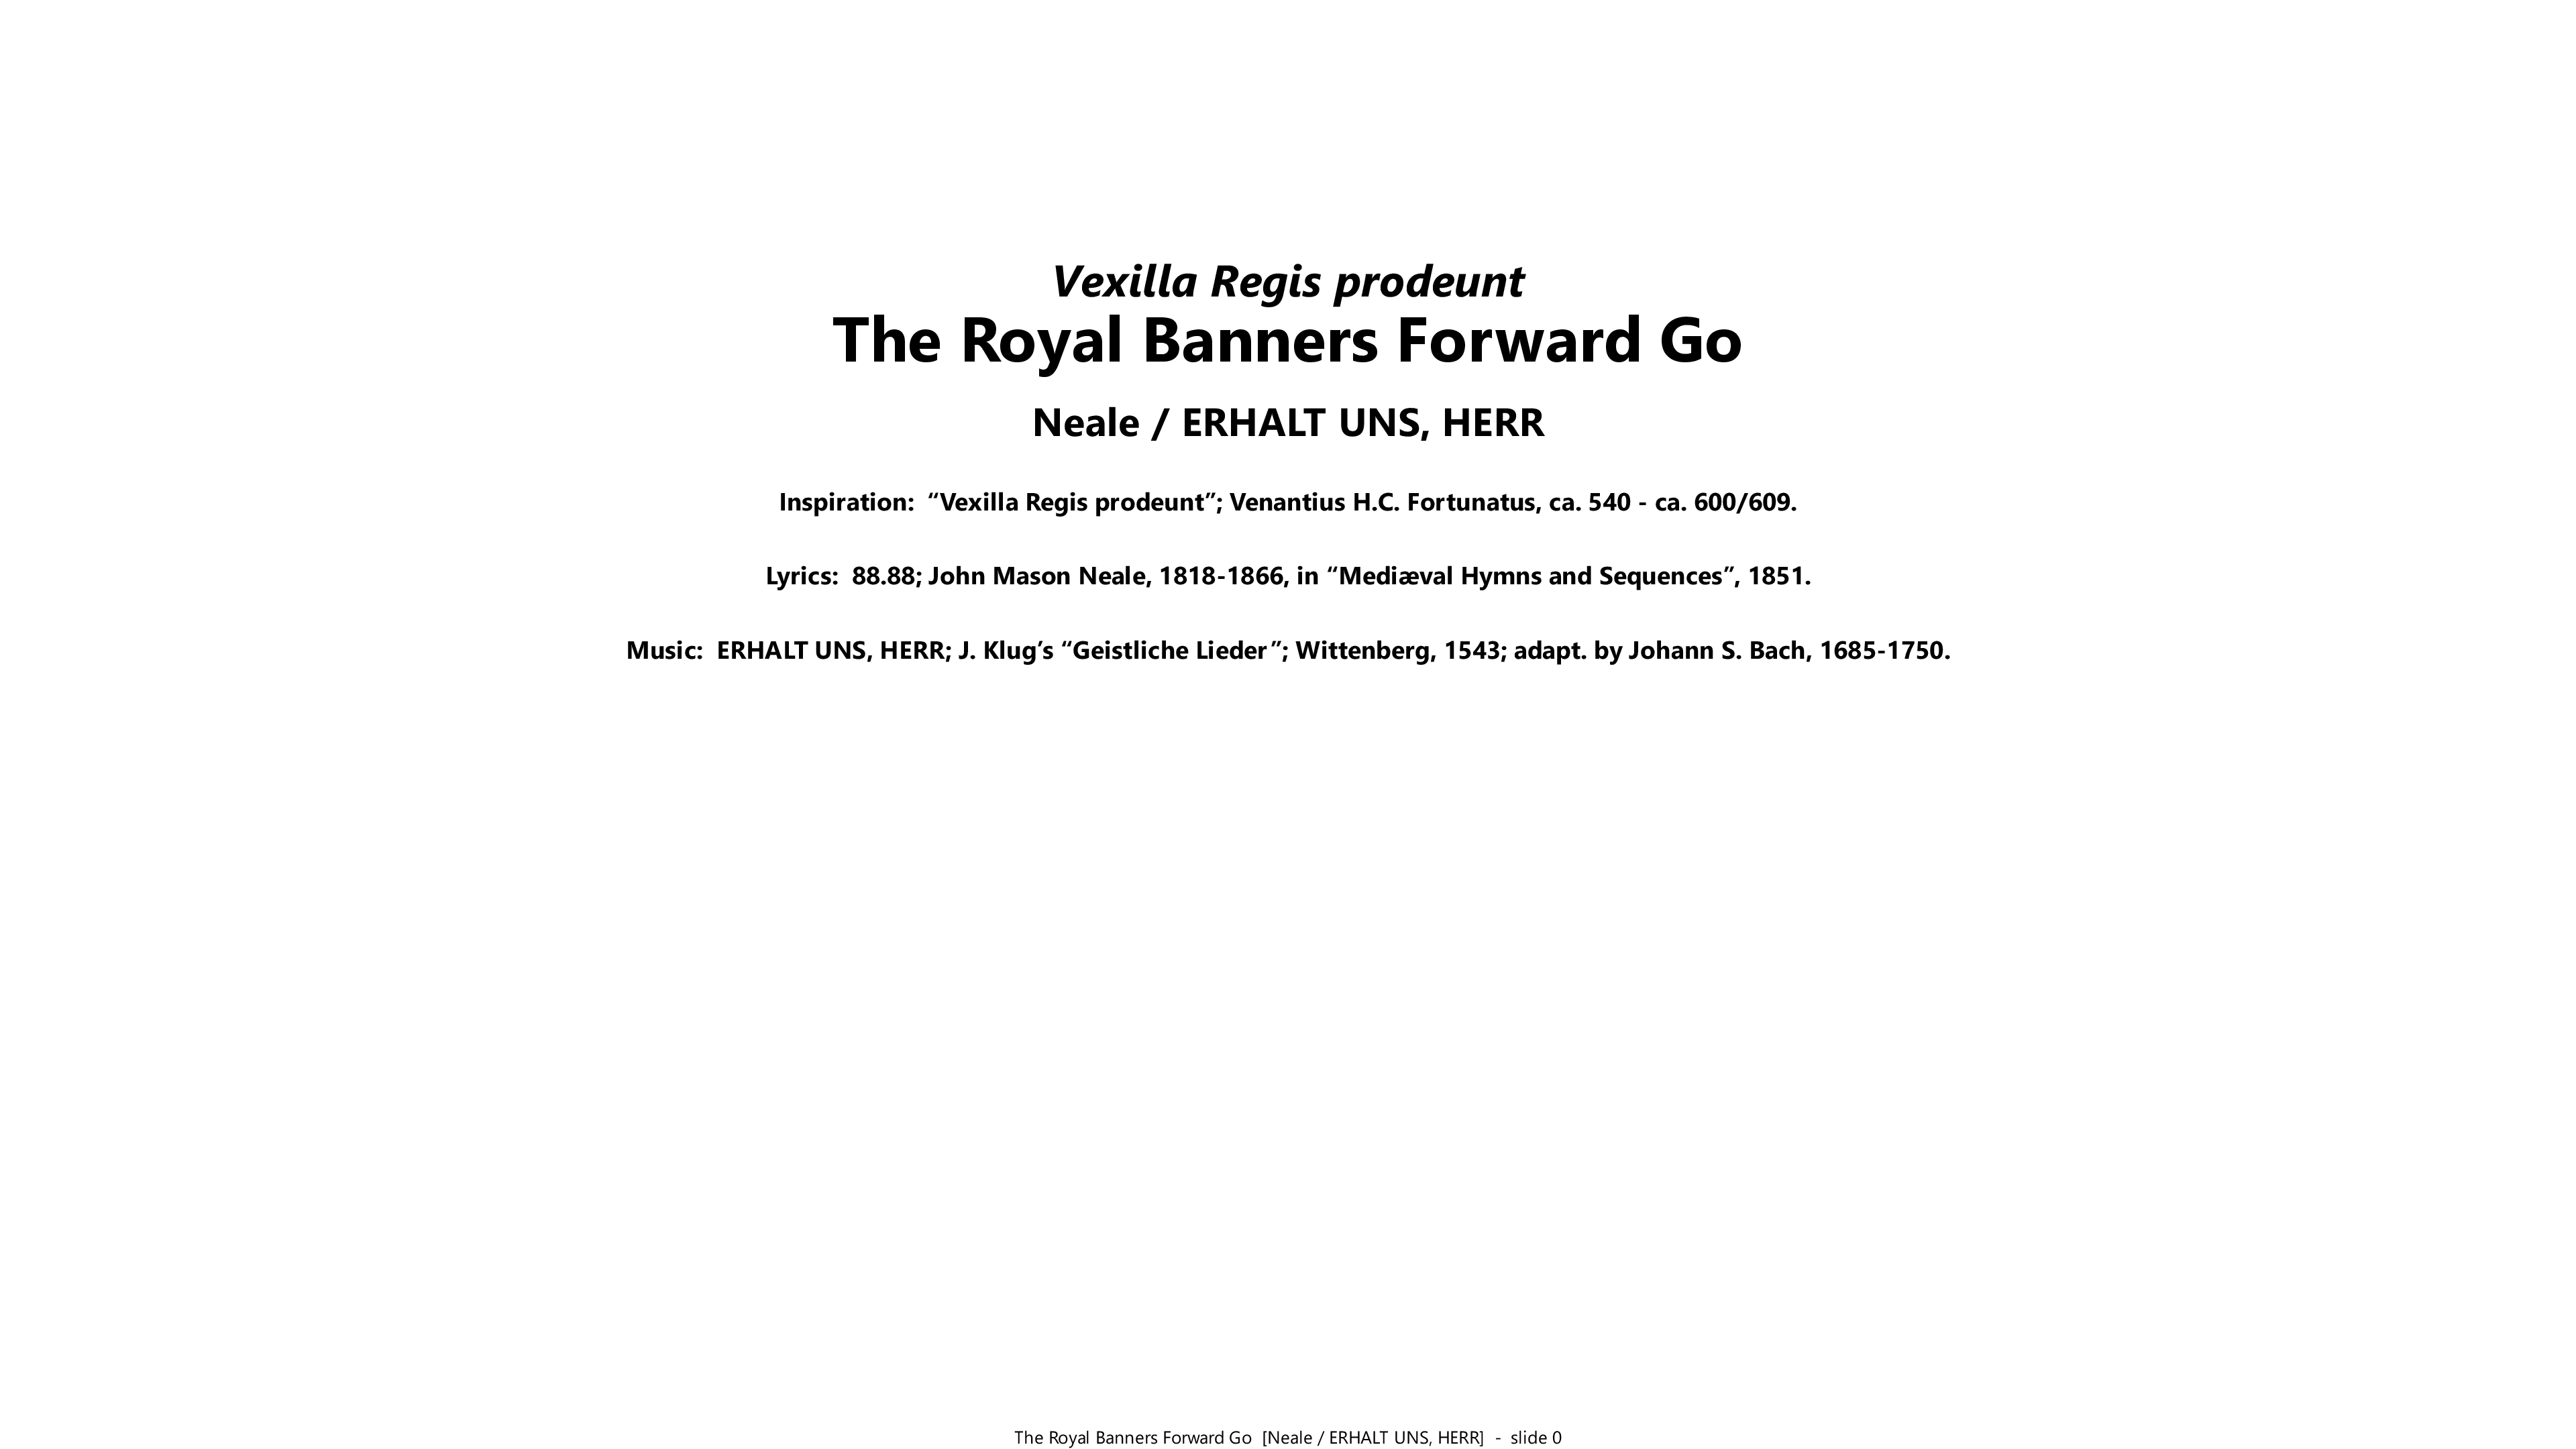 Vexilla Regis prodeunt
The Royal Banners Forward Go
Neale / ERHALT UNS, HERR
Inspiration:  “Vexilla Regis prodeunt”; Venantius H.C. Fortunatus, ca. 540 - ca. 600/609.
Lyrics:  88.88; John Mason Neale, 1818-1866, in “Mediæval Hymns and Sequences”, 1851.
Music:  ERHALT UNS, HERR; J. Klug’s “Geistliche Lieder”; Wittenberg, 1543; adapt. by Johann S. Bach, 1685-1750.
The Royal Banners Forward Go  [Neale / ERHALT UNS, HERR]  -  slide 0